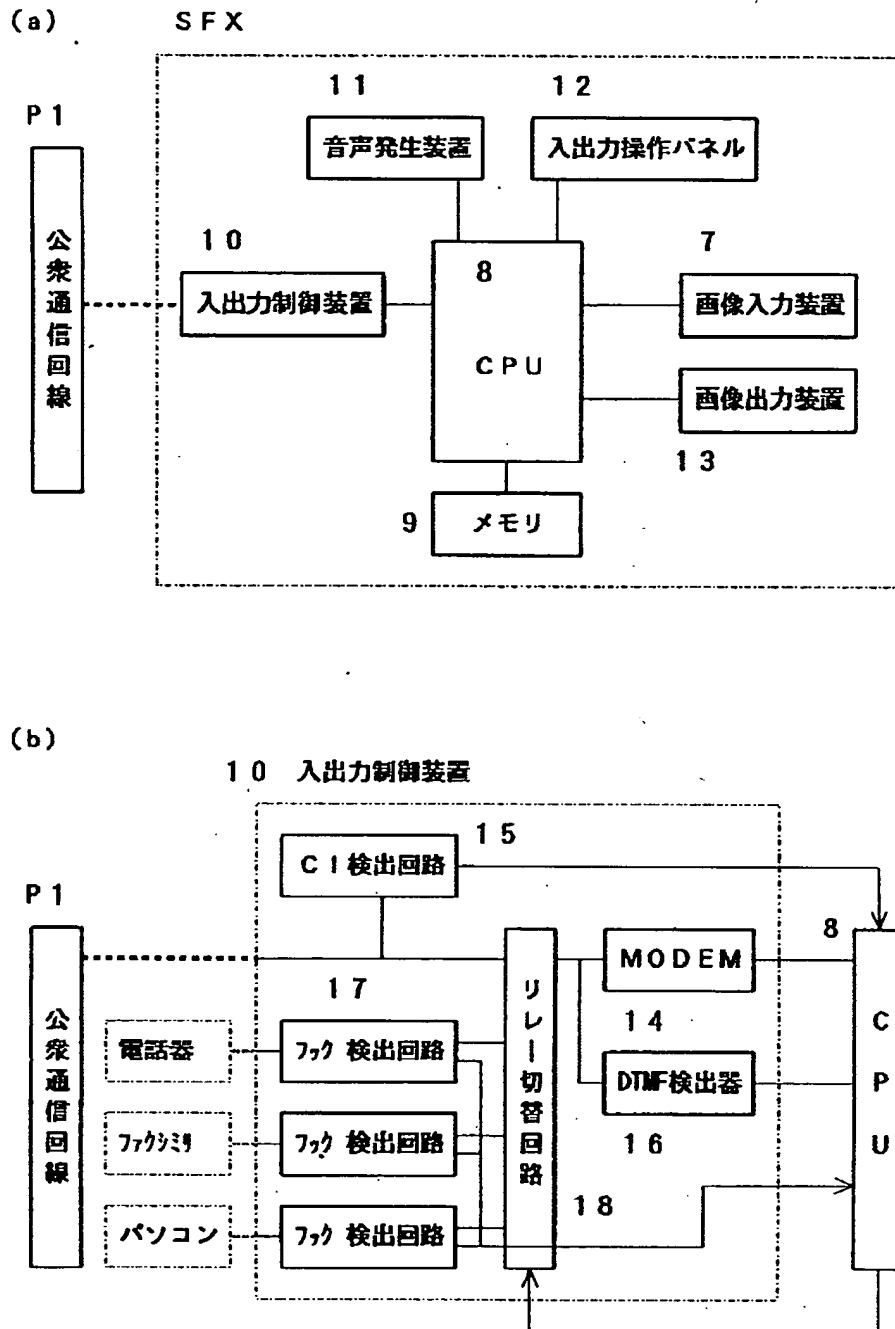 (a) SFX
11 12
P1
音声発生装置 入出力操作パネル
公衆通信回線
10 8 7
入出力制御装置 画像入力装置
CPU
画像出力装置
13
9 メモリ
(b)
10 入出力制御装置
15
CI検出回路
P1 8
17 MODEM
公衆通信回線
電話器 フック検出回路 リレー切替回路 14 CPU
DTMF検出器
ファクシミリ フック検出回路
16
18
パソコン フック検出回路